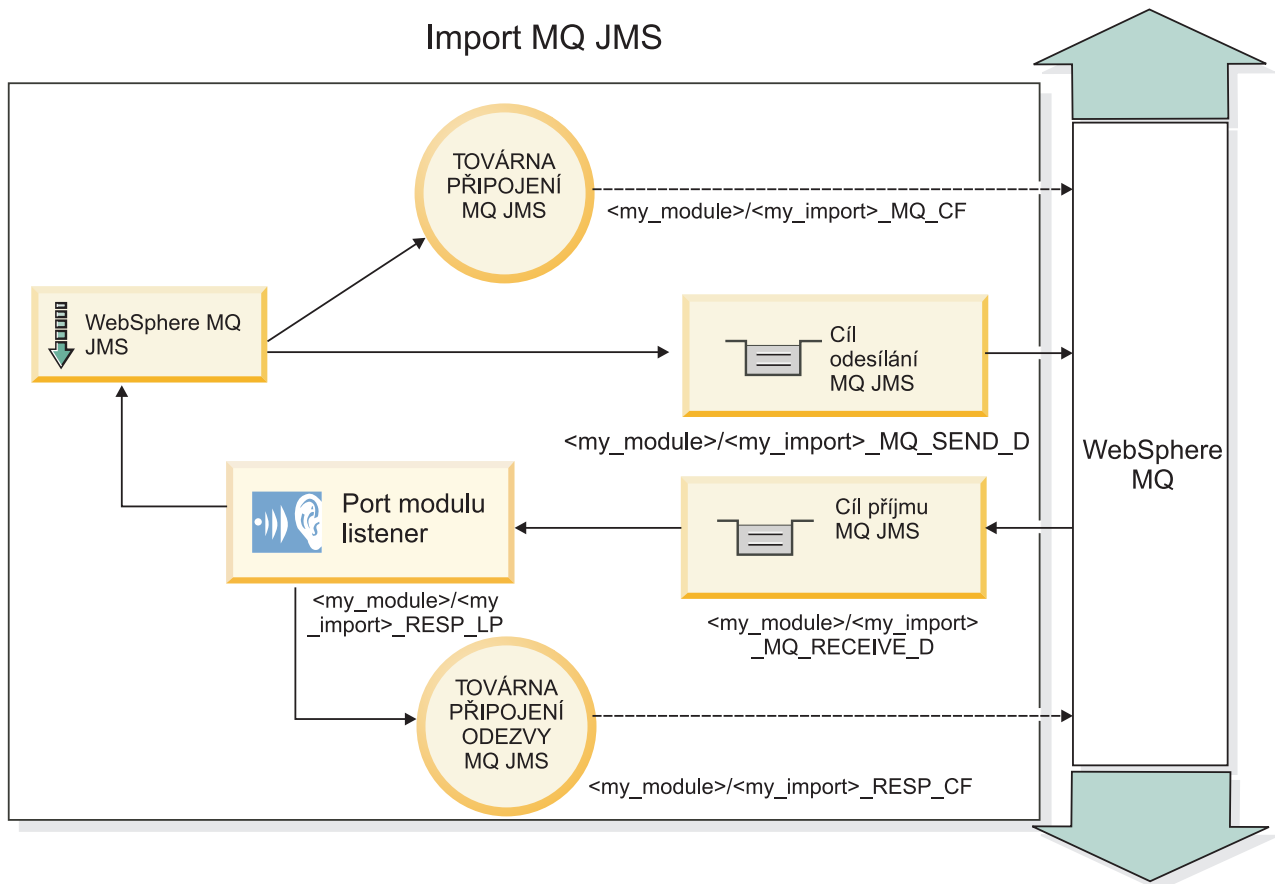 Import MQ JMS
TOVÁRNA
PŘIPOJENÍ
MQ JMS
<my_module>/<my_import>_MQ_CF
WebSphere MQ
JMS
Cíl
odesílání
MQ JMS
<my_module>/<my_import>_MQ_SEND_D
WebSphere
MQ
Port modulu
listener
Cíl příjmu
MQ JMS
<my_module>/<my
_import>_RESP_LP
<my_module>/<my_import>
_MQ_RECEIVE_D
TOVÁRNA
PŘIPOJENÍ
ODEZVY
MQ JMS
<my_module>/<my_import>_RESP_CF